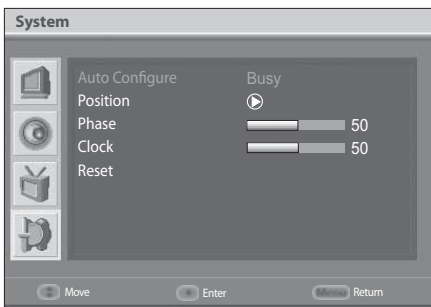 System
Auto Configure Busy
Position
Phase 50
Clock 50
Reset
Move Enter Menu Return